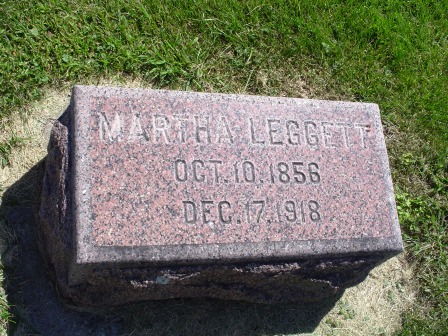 MARTHA LEGGETT
OCT. 10. 1856
DEC. 17. 1918